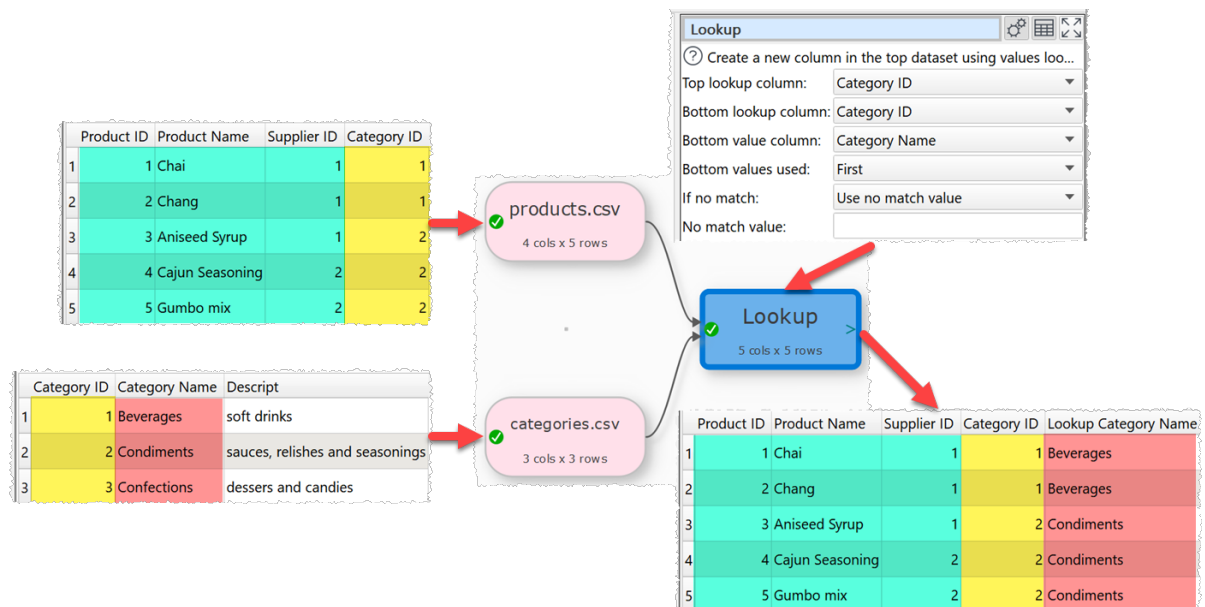 Lookup
? Create a new column in the top dataset using values loo...
Top lookup column: Category ID
Bottom lookup column: Category ID
Bottom value column: Category Name
Bottom values used: First
If no match: Use no match value
No match value:
Product ID Product Name Supplier ID Category ID
1 1 Chai 1 1
2 2 Chang 1 1
3 3 Aniseed Syrup 1 2
4 4 Cajun Seasoning 2 2
5 5 Gumbo mix 2 2
products.csv
4 cols x 5 rows
Lookup >
5 cols x 5 rows
Category ID Category Name Descript
1 1 Beverages soft drinks
2 2 Condiments sauces, relishes and seasonings
3 3 Confections dessers and candies
categories.csv
3 cols x 3 rows
Product ID Product Name Supplier ID Category ID Lookup Category Name
1 1 Chai 1 1 Beverages
2 2 Chang 1 1 Beverages
3 3 Aniseed Syrup 1 2 Condiments
4 4 Cajun Seasoning 2 2 Condiments
5 5 Gumbo mix 2 2 Condiments